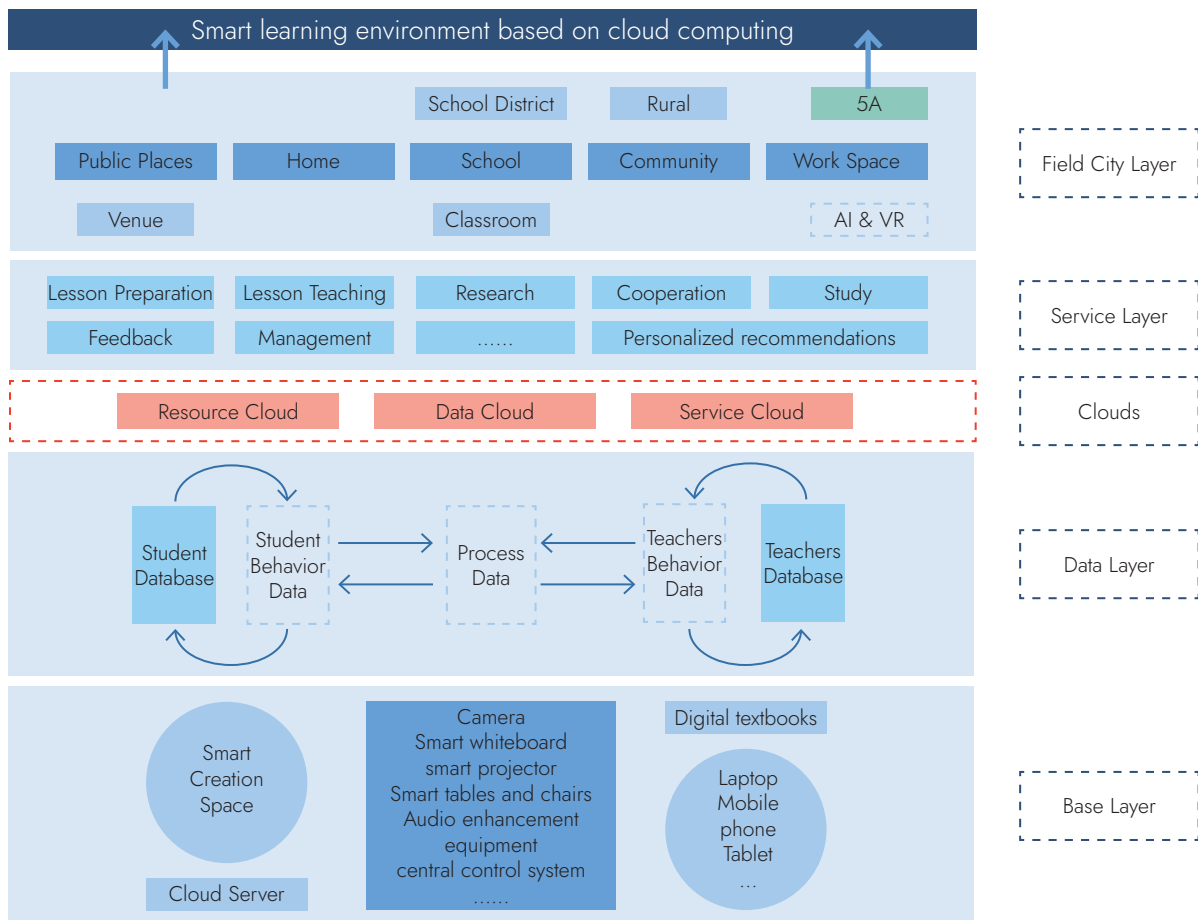 Smart learning environment based on cloud computing
School District
Rural
5A
Public Places
Home
School
Community
Work Space
Field City Layer
Venue
Classroom
AI & VR
Lesson Preparation
Lesson Teaching
Research
Cooperation
Study
Service Layer
Feedback
Management
......
Personalized recommendations
Resource Cloud
Data Cloud
Service Cloud
Clouds
Student
Database
Student
Behavior
Data
Process
Data
Teachers
Behavior
Data
Teachers
Database
Data Layer
Smart
Creation
Space
Cloud Server
Camera
Smart whiteboard
smart projector
Smart tables and chairs
Audio enhancement
equipment
central control system
......
Digital textbooks
Laptop
Mobile
phone
Tablet
...
Base Layer